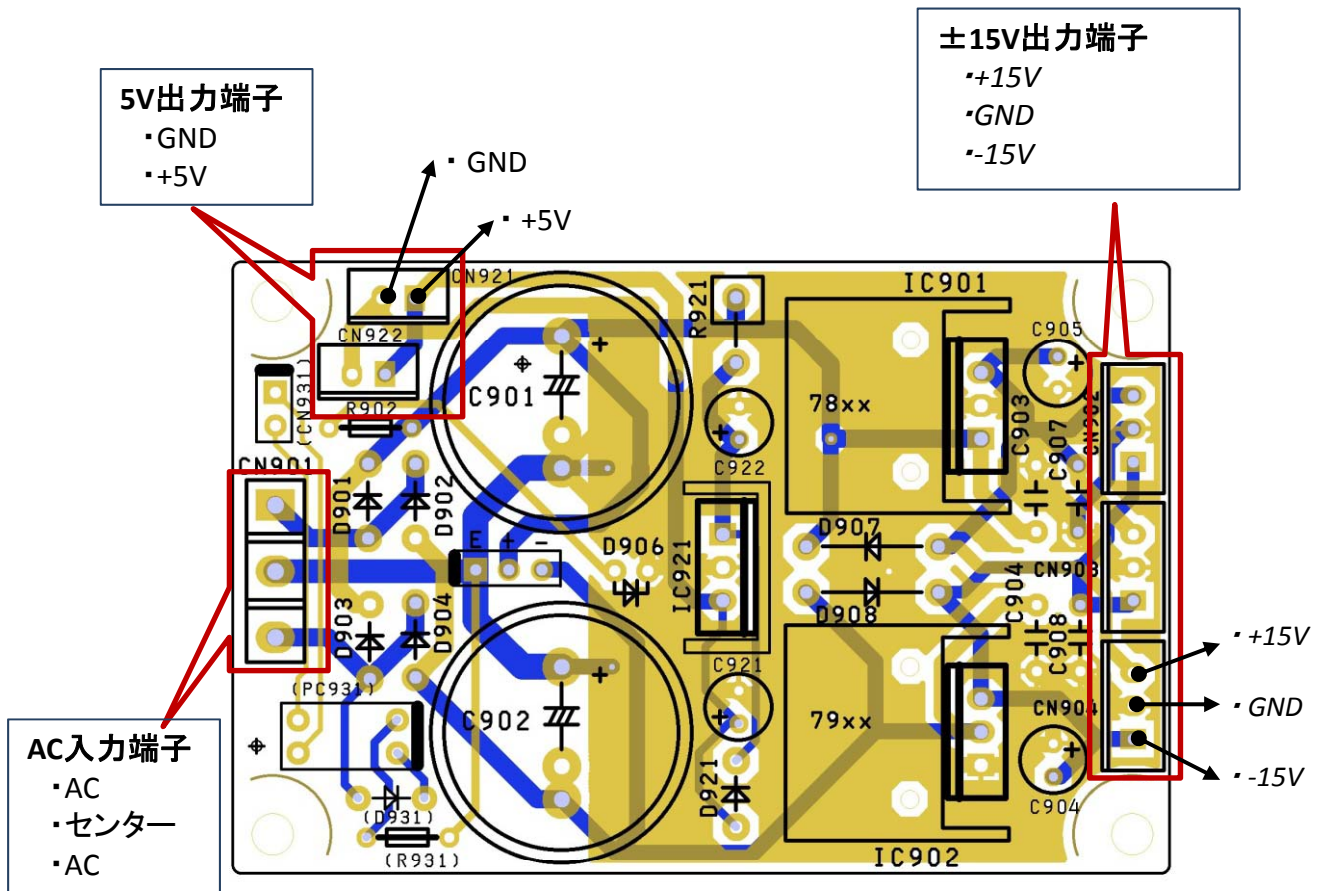 ±15V出力端子
・+15V
・GND
・-15V
5V出力端子
・GND
・+5V
・GND
・+5V
CN921
CN922
R921
IC901
C905
(CN931)
R902
C901
+
78xx
C903
C907
CN902
CN901
D901
D902
C922
+
D907
E + -
D906
IC921
D908
C904
CN903
D903
D904
C908
(PC931)
C921
+
C902
+
79xx
CN904
+
C904
・+15V
・GND
・-15V
D921
(D931)
(R931)
IC902
AC入力端子
・AC
・センター
・AC